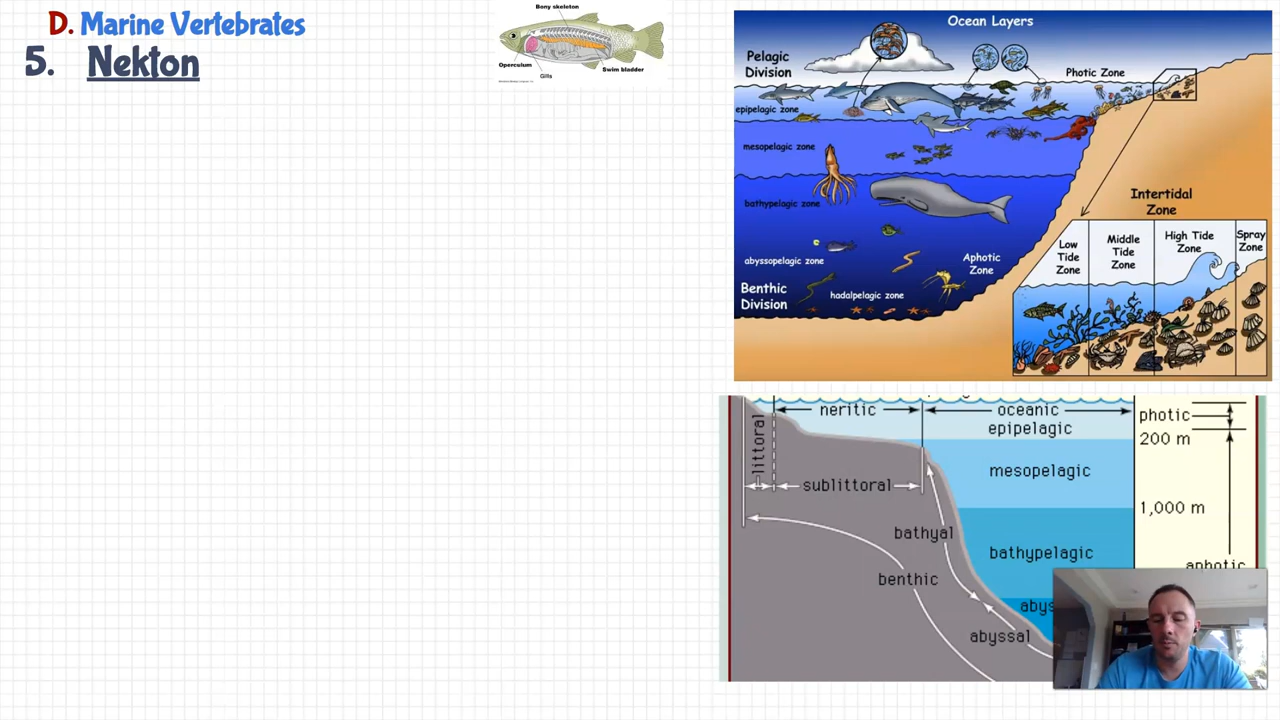 D. Marine Vertebrates
5. Nekton
Bony skeleton
Operculum
Gills
Swim bladder
Ocean Layers
Pelagic
Division
Photic Zone
epipelagic zone
mesopelagic zone
bathypelagic zone
abyssopelagic zone
Aphotic
Zone
Benthic
Division
hadalpelagic zone
Intertidal
Zone
Low
Tide
Zone
Middle
Tide
Zone
High Tide
Zone
Spray
Zone
neritic
oceanic
photic
epipelagic
200 m
littoral
mesopelagic
sublittoral
1,000 m
bathyal
bathypelagic
aphotic
benthic
abys
abyssal